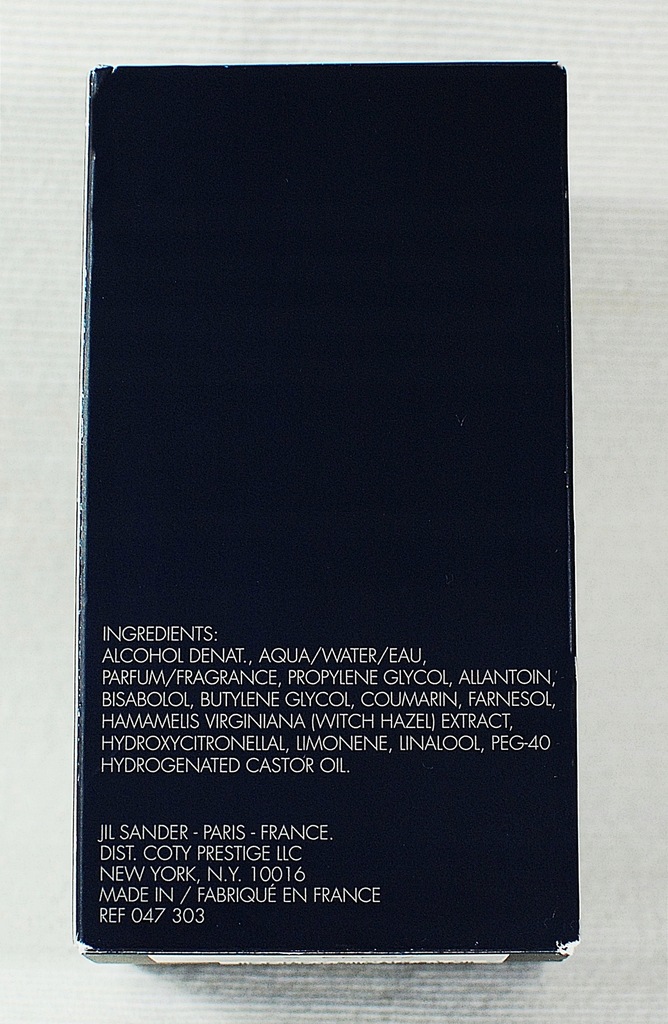 INGREDIENTS:
ALCOHOL DENAT., AQUA/WATER/EAU,
PARFUM/FRAGRANCE, PROPYLENE GLYCOL, ALLANTOIN,
BISABOLOL, BUTYLENE GLYCOL, COUMARIN, FARNESOL,
HAMAMELIS VIRGINIANA (WITCH HAZEL) EXTRACT,
HYDROXYCITRONELLAL, LIMONENE, LINALOOL, PEG-40
HYDROGENATED CASTOR OIL.
JIL SANDER - PARIS - FRANCE.
DIST. COTY PRESTIGE LLC
NEW YORK, N.Y. 10016
MADE IN / FABRIQUÉ EN FRANCE
REF 047 303